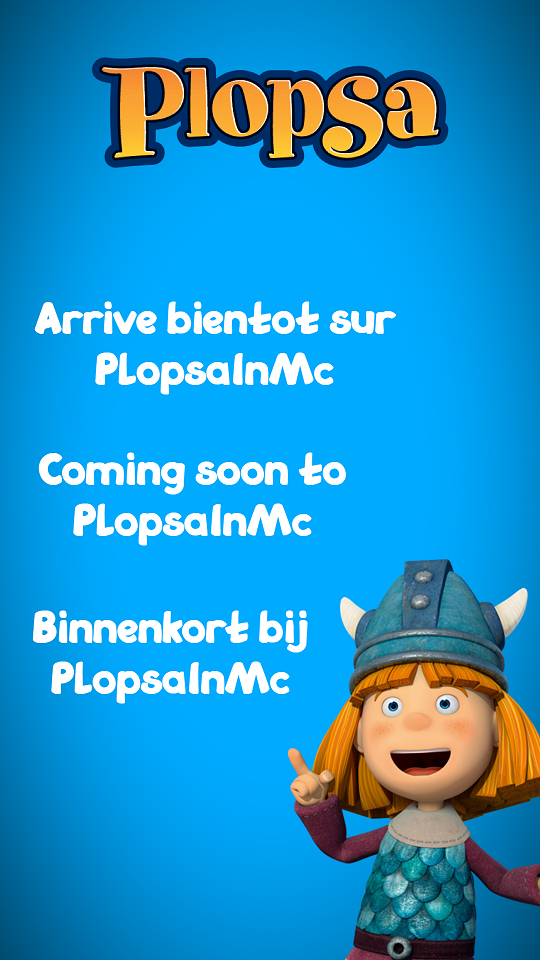 Plopsa
Arrive bientot sur
PLopsaInMc
Coming soon to
PLopsaInMc
Binnenkort bij
PLopsaInMc